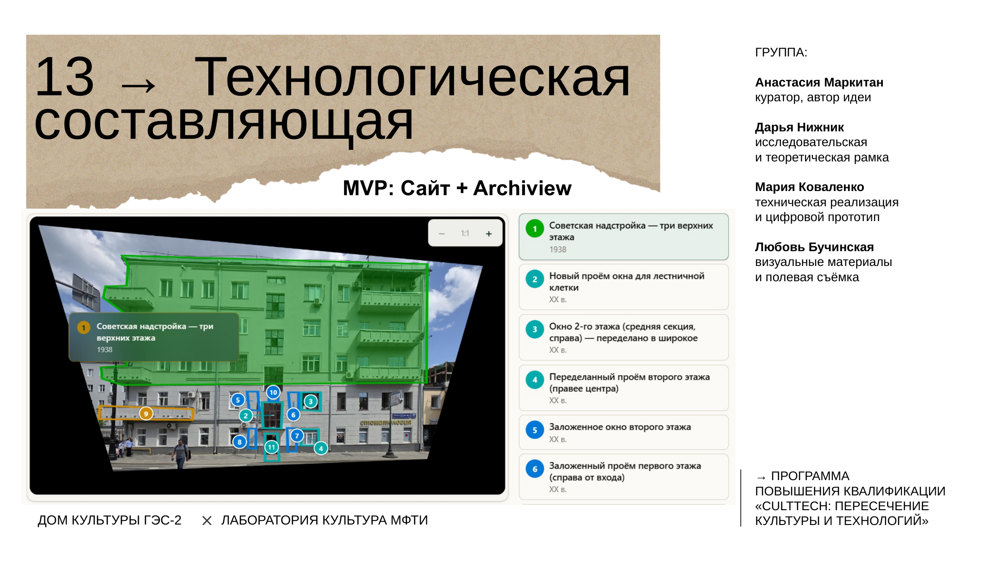 13 → Технологическая
составляющая
MVP: Сайт + Archiview
− 1:1 +
1 Советская надстройка — три
верхних этажа
1938
5
10
3
2
6
9
7
8
11
4
стоматология
1 Советская надстройка — три верхних
этажа
1938
2 Новый проём окна для лестничной
клетки
XX в.
3 Окно 2-го этажа (средняя секция,
справа) — переделано в широкое
XX в.
4 Переделанный проём второго этажа
(правее центра)
XX в.
5 Заложенное окно второго этажа
XX в.
6 Заложенный проём первого этажа
(справа от входа)
XX в.
ГРУППА:
Анастасия Маркитан
куратор, автор идеи
Дарья Нижник
исследовательская
и теоретическая рамка
Мария Коваленко
техническая реализация
и цифровой прототип
Любовь Бучинская
визуальные материалы
и полевая съёмка
→ ПРОГРАММА
ПОВЫШЕНИЯ КВАЛИФИКАЦИИ
«CULTTECH: ПЕРЕСЕЧЕНИЕ
КУЛЬТУРЫ И ТЕХНОЛОГИЙ»
ДОМ КУЛЬТУРЫ ГЭС-2 × ЛАБОРАТОРИЯ КУЛЬТУРА МФТИ